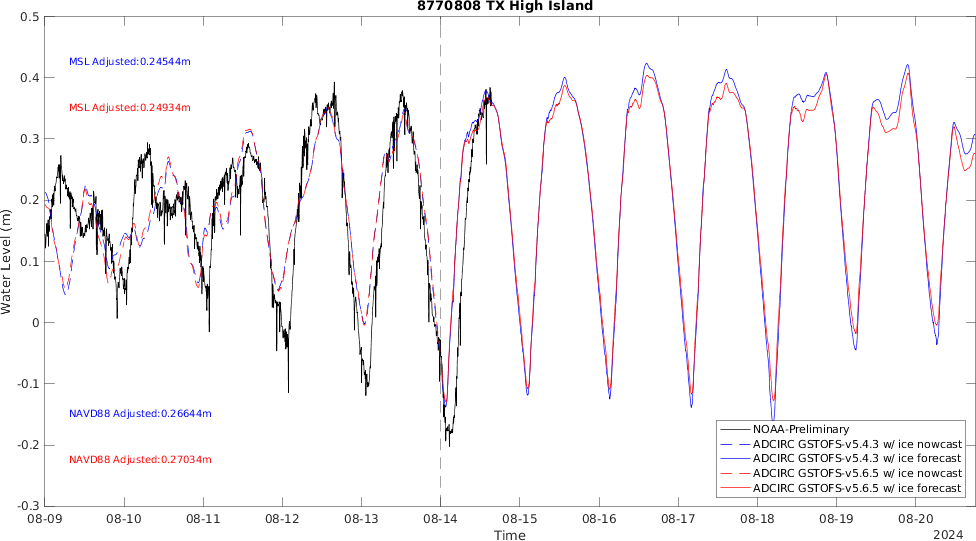 8770808 TX High Island
0.5
0.4
0.3
0.2
0.1
0
-0.1
-0.2
-0.3
Water Level (m)
MSL Adjusted:0.24544m
MSL Adjusted:0.24934m
NAVD88 Adjusted:0.26644m
NAVD88 Adjusted:0.27034m
NOAA-Preliminary
ADCIRC GSTOFS-v5.4.3 w/ ice nowcast
ADCIRC GSTOFS-v5.4.3 w/ ice forecast
ADCIRC GSTOFS-v5.6.5 w/ ice nowcast
ADCIRC GSTOFS-v5.6.5 w/ ice forecast
08-09 08-10 08-11 08-12 08-13 08-14 08-15 08-16 08-17 08-18 08-19 08-20
Time
2024